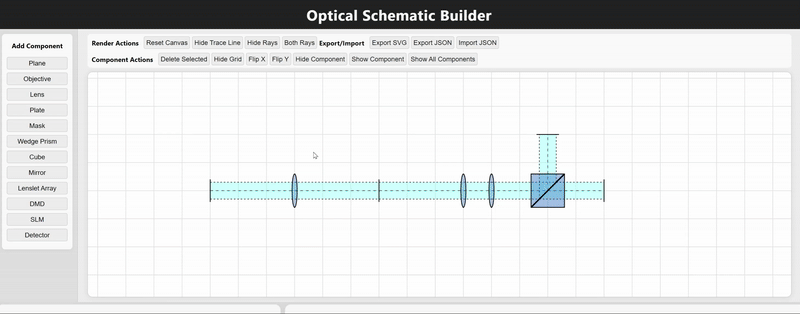 Optical Schematic Builder
Add Component
Plane
Objective
Lens
Plate
Mask
Wedge Prism
Cube
Mirror
Lenslet Array
DMD
SLM
Detector
Render Actions Reset Canvas Hide Trace Line Hide Rays Both Rays Export/Import Export SVG Export JSON Import JSON
Component Actions Delete Selected Hide Grid Flip X Flip Y Hide Component Show Component Show All Components